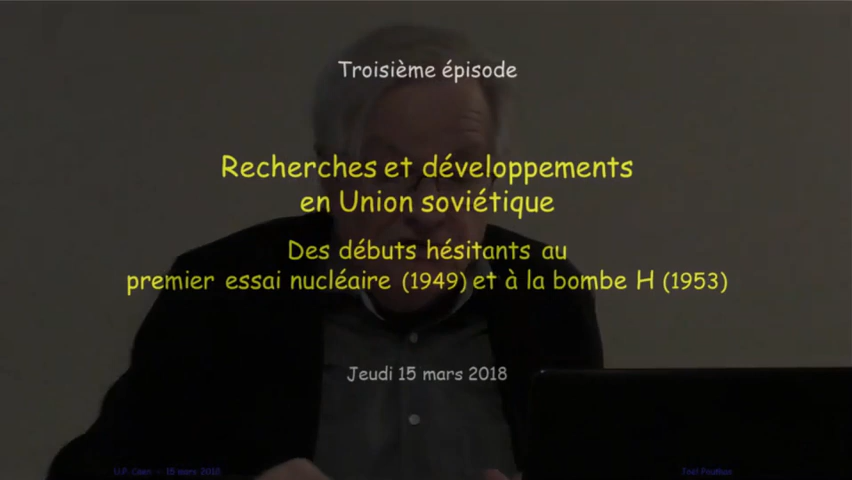 Troisième épisode
Recherches et développements
en Union soviétique
Des débuts hésitants au
premier essai nucléaire (1949) et à la bombe H (1953)
Jeudi 15 mars 2018
U.P. Caen - 15 mars 2018